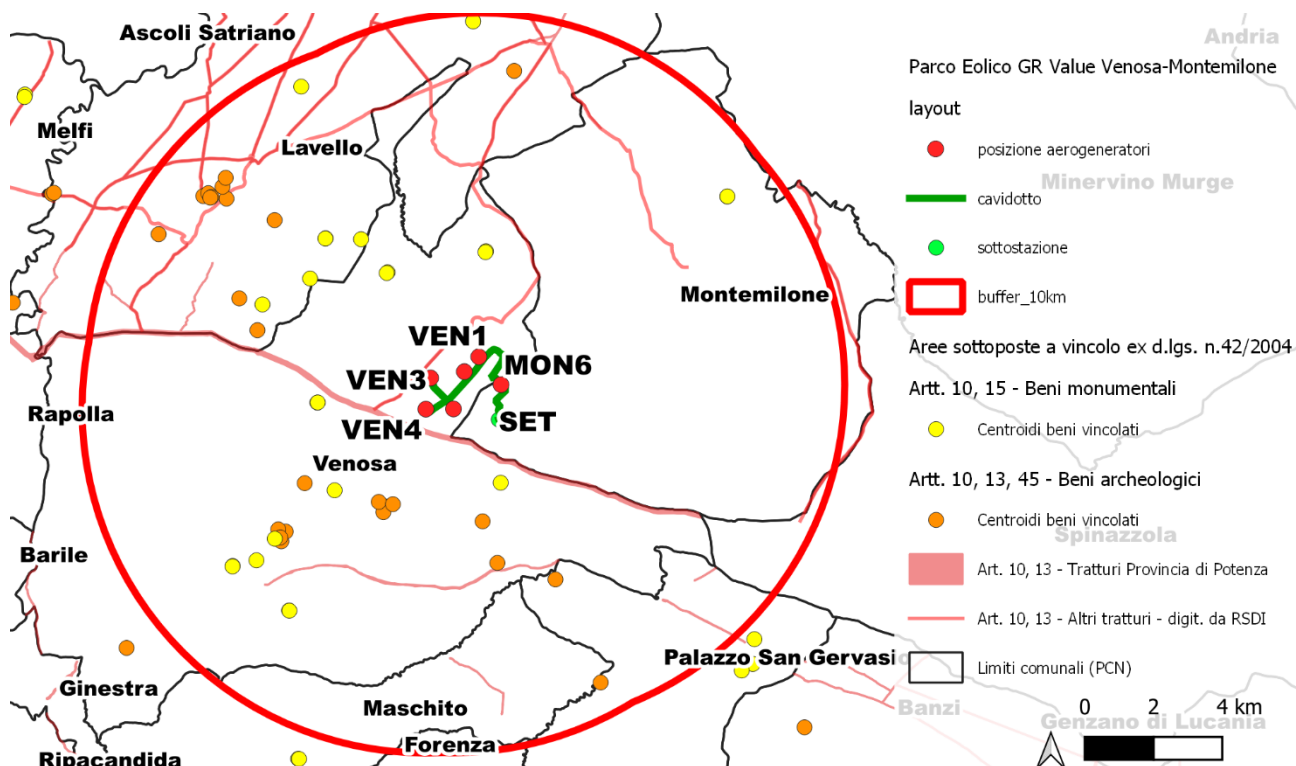 Ascoli Satriano
Andria
Melfi
Lavello
Minervino Murge
Montemilone
VEN1
MON6
VEN3
VEN4
SET
Rapolla
Venosa
Barile
Spinazzola
Ginestra
Palazzo San Gervasio
Maschito
Banzi
Forenza
Genzano di Lucania
Ripacandida
Parco Eolico GR Value Venosa-Montemilone
layout
posizione aerogeneratori
cavidotto
sottostazione
buffer_10km
Aree sottoposte a vincolo ex d.lgs. n.42/2004
Artt. 10, 15 - Beni monumentali
Centroidi beni vincolati
Artt. 10, 13, 45 - Beni archeologici
Centroidi beni vincolati
Art. 10, 13 - Tratturi Provincia di Potenza
Art. 10, 13 - Altri tratturi - digit. da RSDI
Limiti comunali (PCN)
0 2 4 km